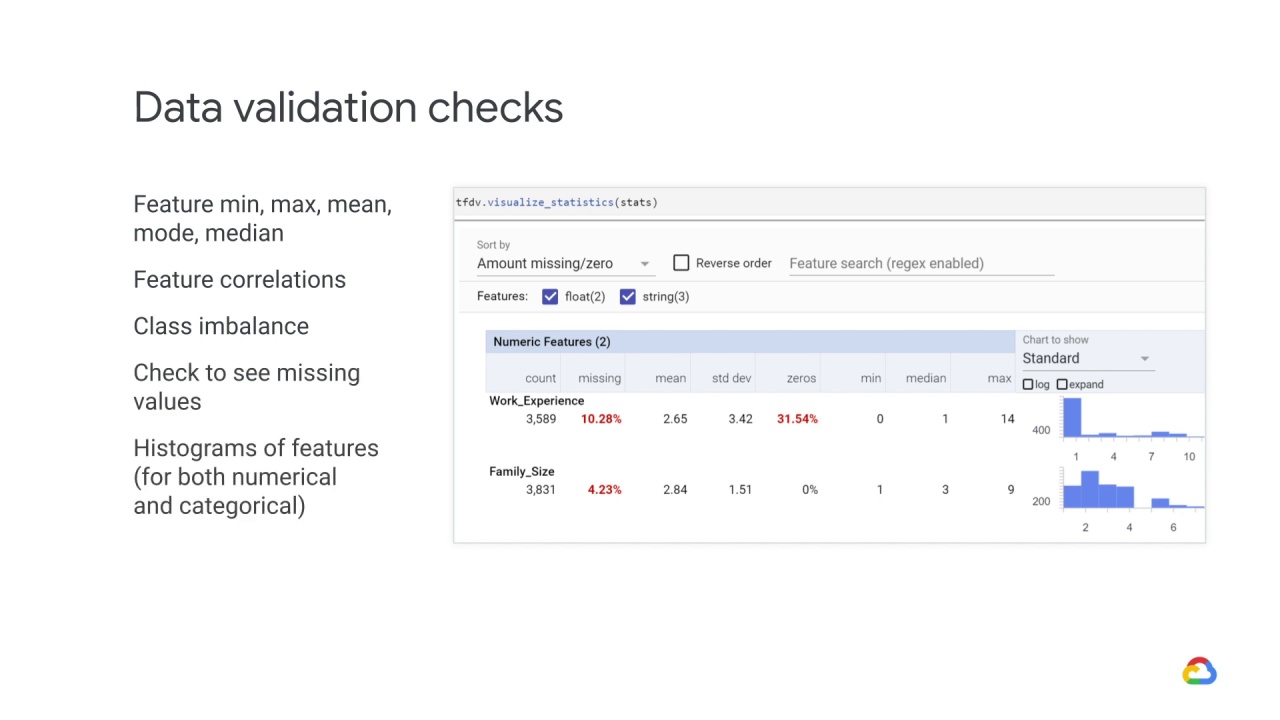 Data validation checks
Feature min, max, mean,
mode, median
Feature correlations
Class imbalance
Check to see missing
values
Histograms of features
(for both numerical
and categorical)
tfdv.visualize_statistics(stats)
Sort by
Amount missing/zero
Reverse order
Feature search (regex enabled)
Features: float(2) string(3)
Numeric Features (2)
Chart to show
Standard
log expand
count missing mean std dev zeros min median max
Work_Experience
3,589 10.28% 2.65 3.42 31.54% 0 1 14
400
1 4 7 10
Family_Size
3,831 4.23% 2.84 1.51 0% 1 3 9
200
2 4 6